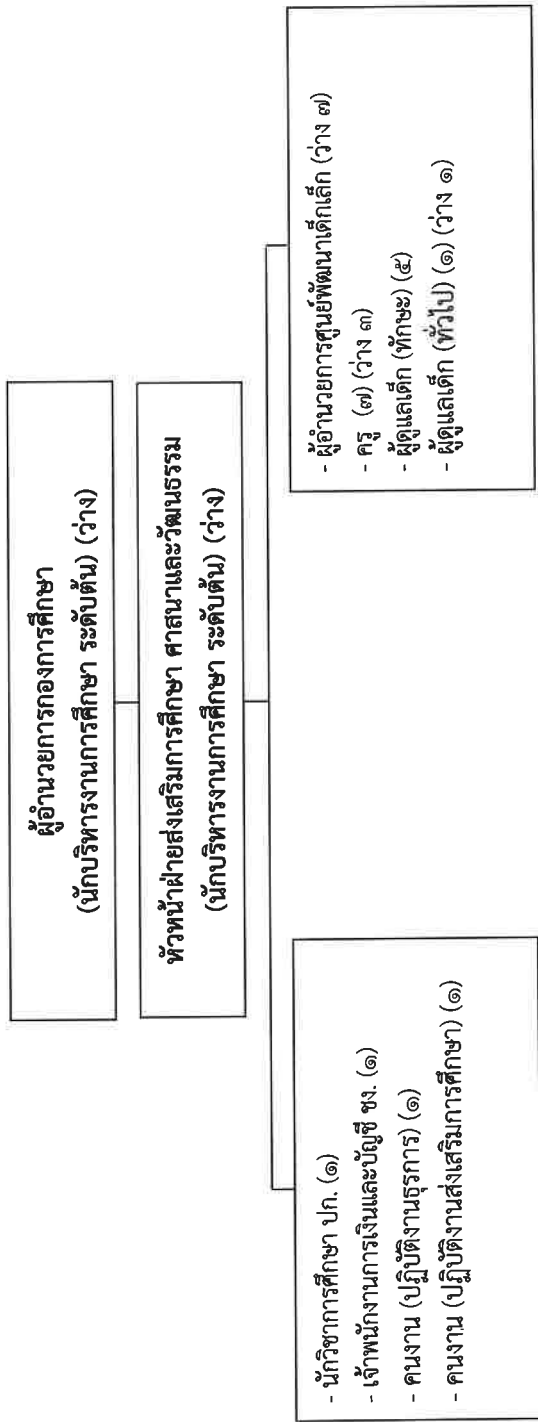 ผู้อำนวยการกองการศึกษา
(นักบริหารงานการศึกษา ระดับต้น) (ว่าง)
หัวหน้าฝ่ายส่งเสริมการศึกษา ศาสนาและวัฒนธรรม
(นักบริหารงานการศึกษา ระดับต้น) (ว่าง)
- นักวิชาการศึกษา ปก. (๑)
- เจ้าพนักงานการเงินและบัญชี ชง. (๑)
- คนงาน (ปฏิบัติงานธุรการ) (๑)
- คนงาน (ปฏิบัติงานส่งเสริมการศึกษา) (๑)
- ผู้อำนวยการศูนย์พัฒนาเด็กเล็ก (ว่าง ๗)
- ครู (๗) (ว่าง ๓)
- ผู้ดูแลเด็ก (ทักษะ) (๕)
- ผู้ดูแลเด็ก (ทั่วไป) (๑) (ว่าง ๑)